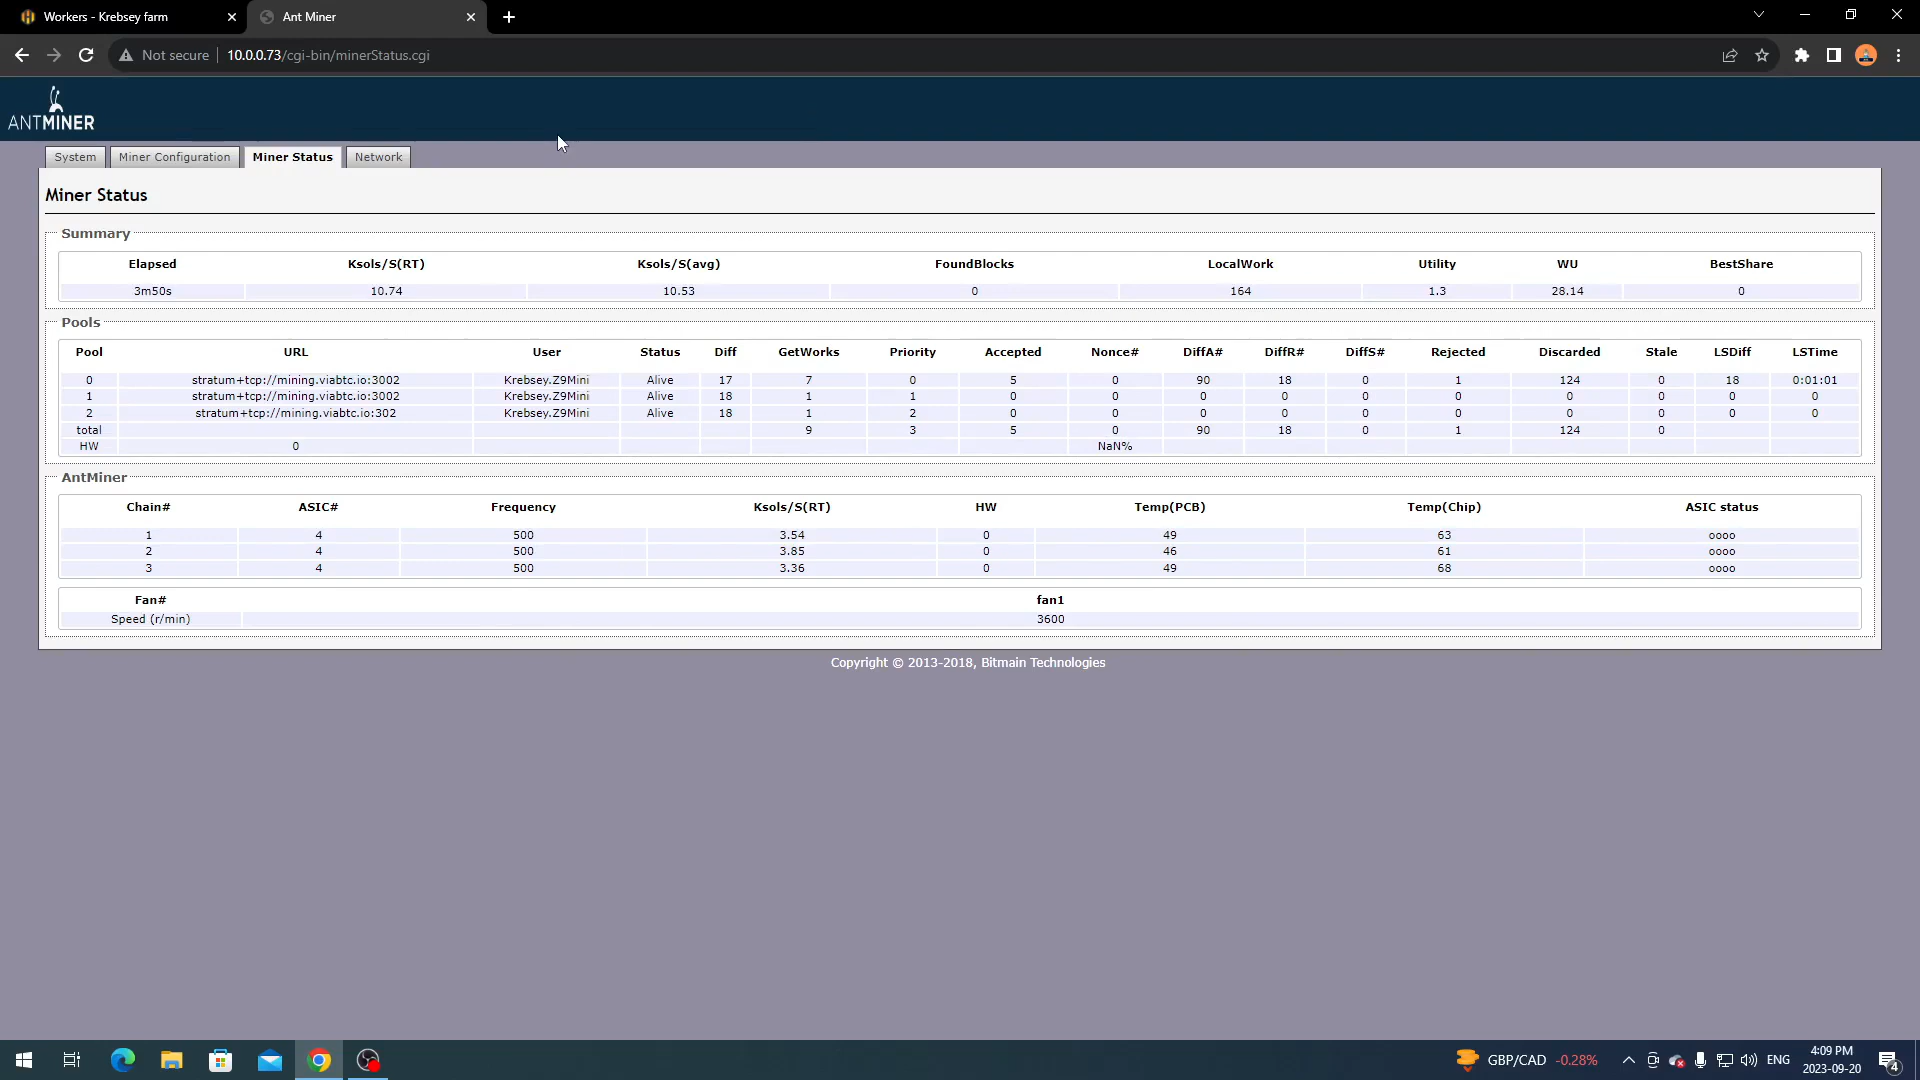 Workers - Krebsey farm
Ant Miner
Not secure
10.0.0.73/cgi-bin/minerStatus.cgi
ANTMINER
System Miner Configuration Miner Status Network
Miner Status
Summary
Elapsed Ksols/S(RT) Ksols/S(avg) FoundBlocks LocalWork Utility WU BestShare
3m50s 10.74 10.53 0 164 1.3 28.14 0
Pools
Pool URL User Status Diff GetWorks Priority Accepted Nonce# DiffA# DiffR# DiffS# Rejected Discarded Stale LSDiff LSTime
0 stratum+tcp://mining.viabtc.io:3002 Krebsey.Z9Mini Alive 17 7 0 5 0 90 18 0 1 124 0 18 0:01:01
1 stratum+tcp://mining.viabtc.io:3002 Krebsey.Z9Mini Alive 18 1 1 0 0 0 0 0 0 0 0 0 0
2 stratum+tcp://mining.viabtc.io:302 Krebsey.Z9Mini Alive 18 1 2 0 0 0 0 0 0 0 0 0 0
total 9 3 5 0 90 18 0 1 124 0
HW 0 NaN%
AntMiner
Chain# ASIC# Frequency Ksols/S(RT) HW Temp(PCB) Temp(Chip) ASIC status
1 4 500 3.54 0 49 63 oooo
2 4 500 3.85 0 46 61 oooo
3 4 500 3.36 0 49 68 oooo
Fan# fan1
Speed (r/min) 3600
Copyright © 2013-2018, Bitmain Technologies
GBP/CAD -0.28%
ENG
4:09 PM
2023-09-20
4